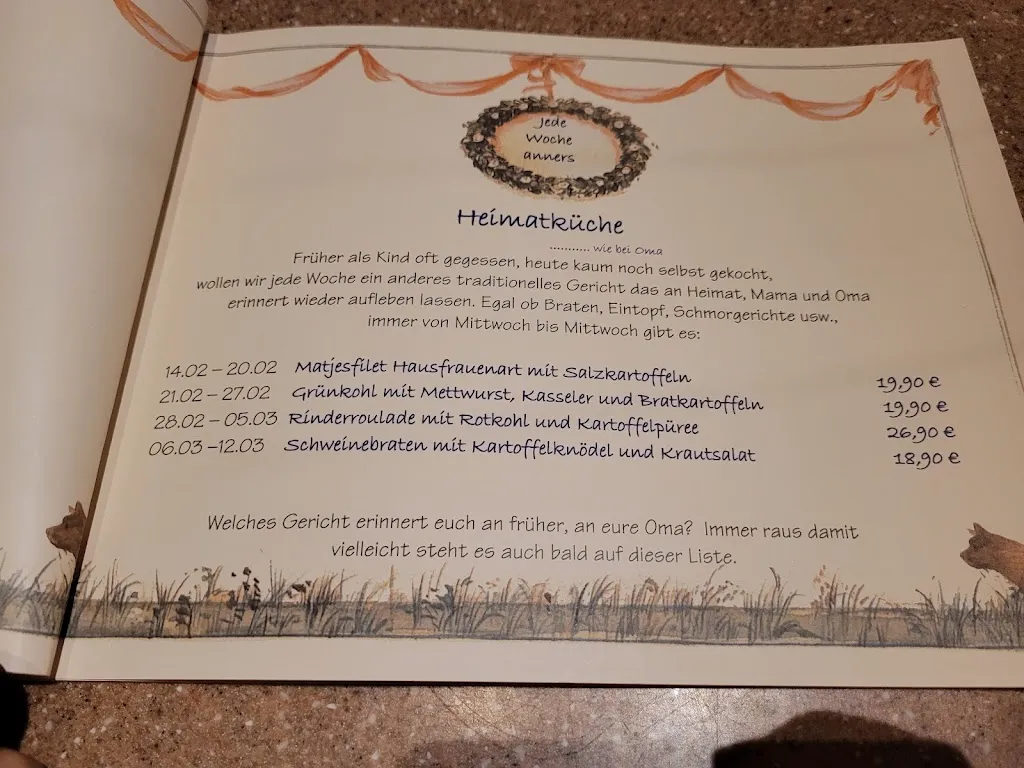 Jede
Woche
anners
Heimatküche
........... wie bei Oma
Früher als Kind oft gegessen, heute kaum noch selbst gekocht,
wollen wir jede Woche ein anderes traditionelles Gericht das an Heimat, Mama und Oma
erinnert wieder aufleben lassen. Egal ob Braten, Eintopf, Schmorgerichte usw.,
immer von Mittwoch bis Mittwoch gibt es:
14.02 – 20.02 Matjesfilet Hausfrauenart mit Salzkartoffeln 19,90 €
21.02 – 27.02 Grünkohl mit Mettwurst, Kasseler und Bratkartoffeln 19,90 €
28.02 – 05.03 Rinderroulade mit Rotkohl und Kartoffelpüree 26,90 €
06.03 –12.03 Schweinebraten mit Kartoffelknödel und Krautsalat 18,90 €
Welches Gericht erinnert euch an früher, an eure Oma? Immer raus damit
vielleicht steht es auch bald auf dieser Liste.